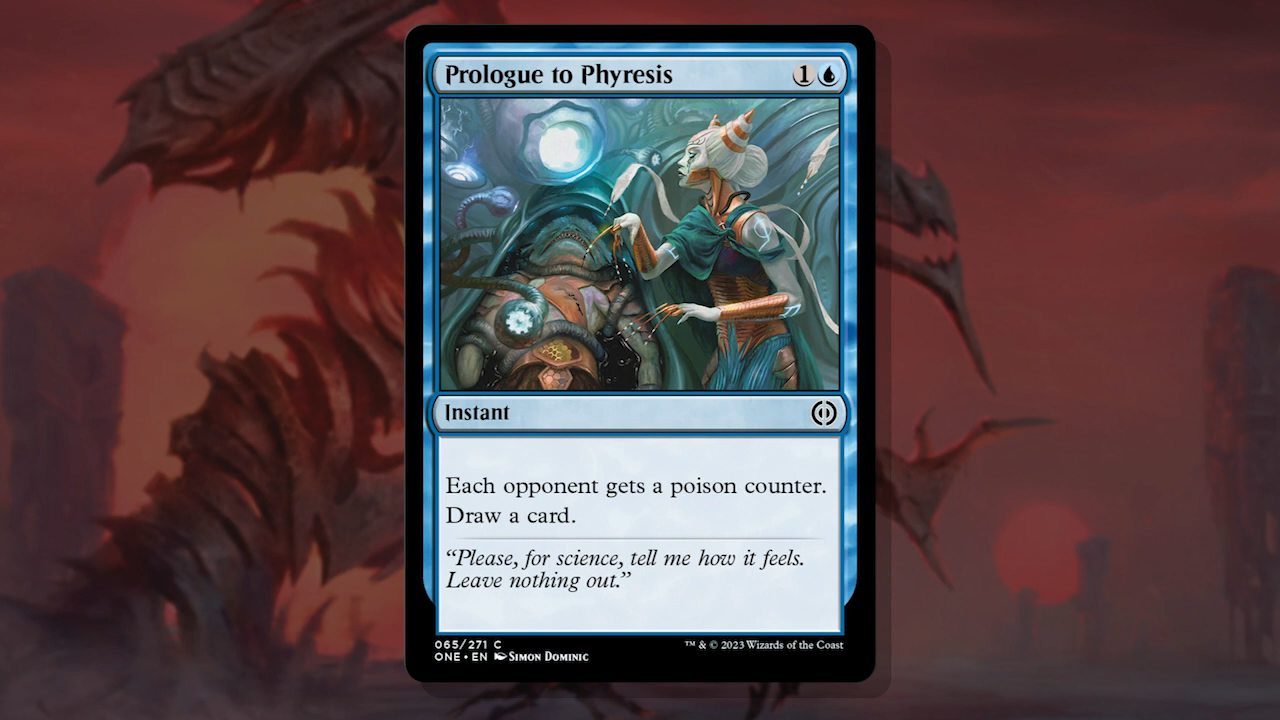 Prologue to Phyresis 1
Instant
Each opponent gets a poison counter.
Draw a card.
“Please, for science, tell me how it feels.
Leave nothing out.”
065/271 C
ONE • EN Simon Dominic
™ & © 2023 Wizards of the Coast